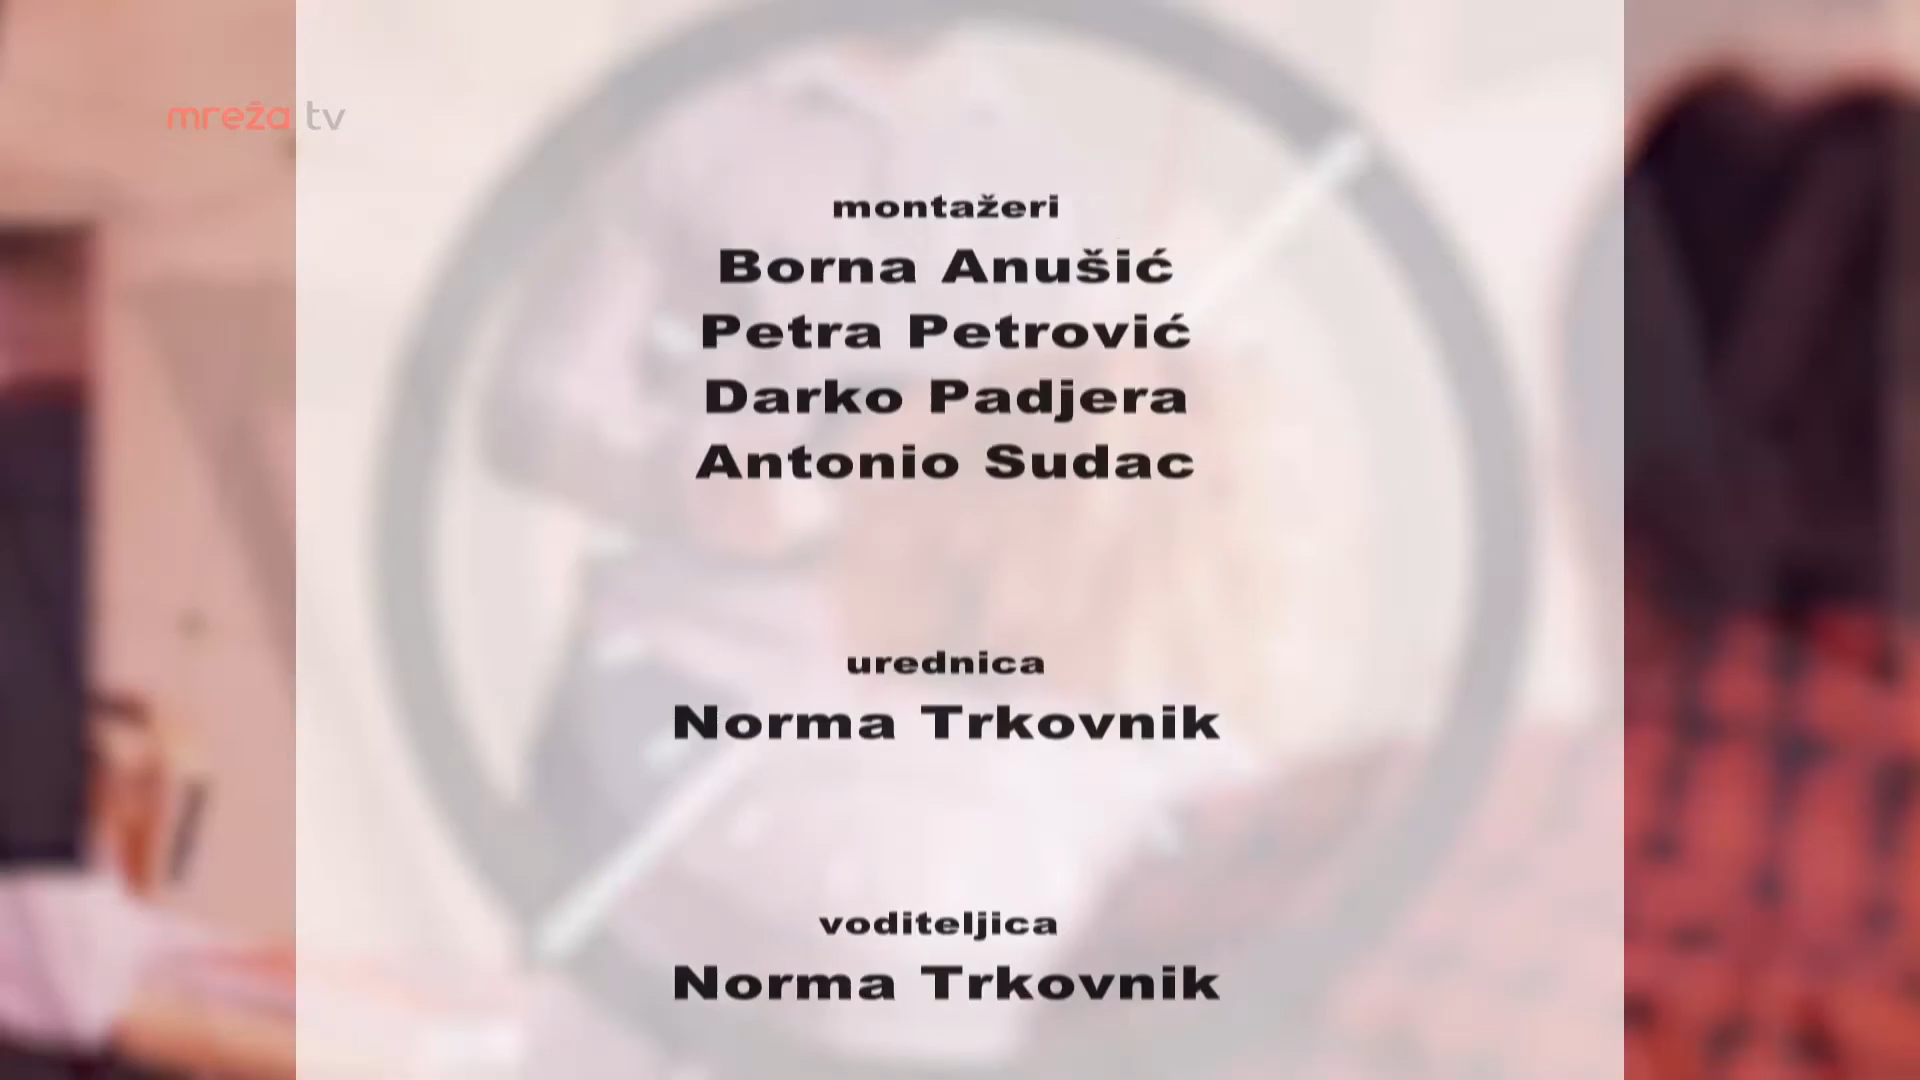 mreža tv
montažeri
Borna Anušić
Petra Petrović
Darko Padjera
Antonio Sudac
urednica
Norma Trkovnik
voditeljica
Norma Trkovnik